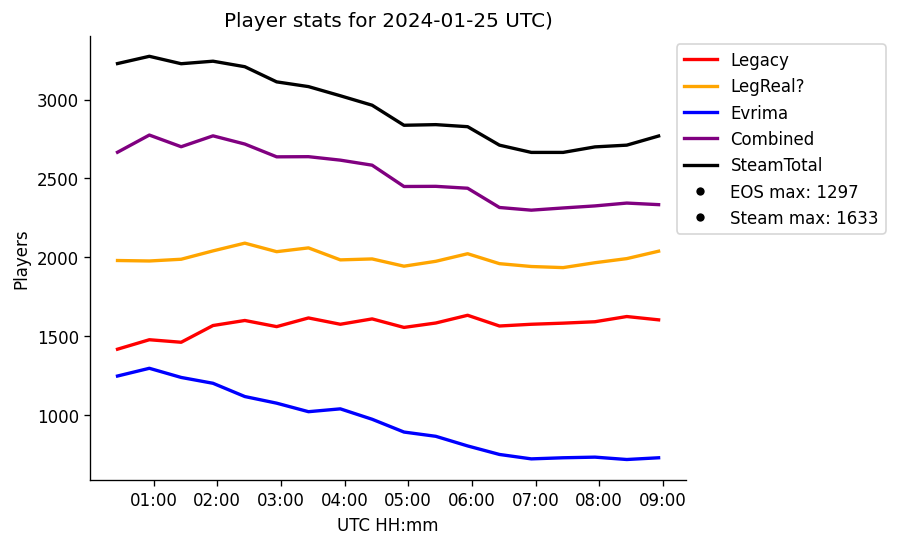 Player stats for 2024-01-25 UTC)
Legacy
LegReal?
Evrima
Combined
SteamTotal
EOS max: 1297
Steam max: 1633
Players
3000
2500
2000
1500
1000
01:00 02:00 03:00 04:00 05:00 06:00 07:00 08:00 09:00
UTC HH:mm